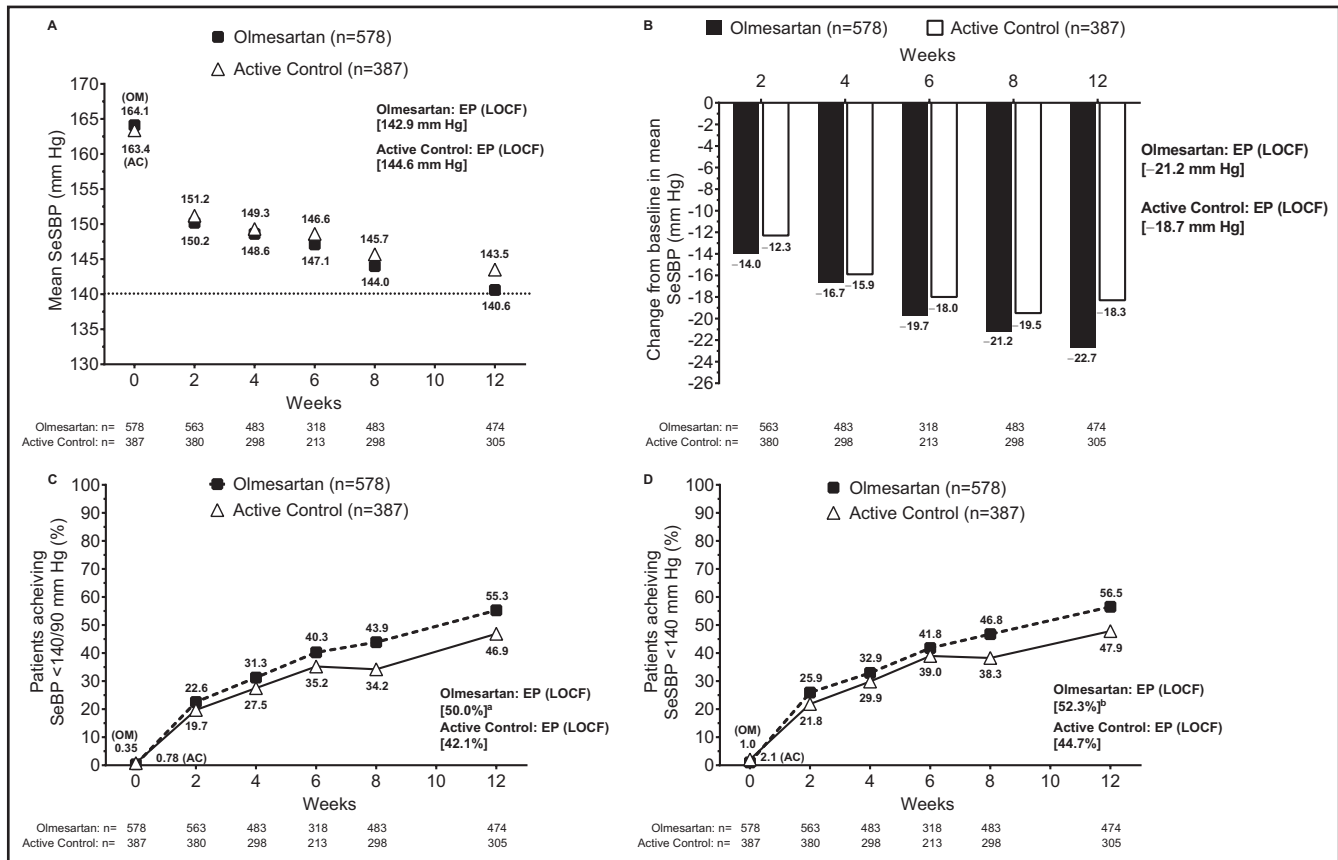 A
Olmesartan (n=578)
Active Control (n=387)
Mean SeSBP (mm Hg)
170
165
160
155
150
145
140
135
130
(OM)
164.1
163.4
(AC)
151.2
150.2
149.3
148.6
146.6
147.1
145.7
144.0
143.5
140.6
Olmesartan: EP (LOCF)
[142.9 mm Hg]
Active Control: EP (LOCF)
[144.6 mm Hg]
0 2 4 6 8 10 12
Weeks
Olmesartan: n= 578 563 483 318 483 474
Active Control: n= 387 380 298 213 298 305
B
Olmesartan (n=578) Active Control (n=387)
Weeks
2 4 6 8 12
Change from baseline in mean
SeSBP (mm Hg)
0
-2
-4
-6
-8
-10
-12
-14
-16
-18
-20
-22
-24
-26
−14.0
−12.3
−16.7
−15.9
−19.7
−18.0
−21.2
−19.5
−22.7
−18.3
Olmesartan: EP (LOCF)
[−21.2 mm Hg]
Active Control: EP (LOCF)
[−18.7 mm Hg]
Olmesartan: n= 563 483 318 483 474
Active Control: n= 380 298 213 298 305
C
Olmesartan (n=578)
Active Control (n=387)
Patients acheiving
SeBP <140/90 mm Hg (%)
100
90
80
70
60
50
40
30
20
10
0
(OM)
0.35
0.78 (AC)
22.6
19.7
31.3
27.5
40.3
35.2
43.9
34.2
55.3
46.9
Olmesartan: EP (LOCF)
[50.0%]a
Active Control: EP (LOCF)
[42.1%]
0 2 4 6 8 10 12
Weeks
Olmesartan: n= 578 563 483 318 483 474
Active Control: n= 387 380 298 213 298 305
D
Olmesartan (n=578)
Active Control (n=387)
Patients acheiving
SeSBP <140 mm Hg (%)
100
90
80
70
60
50
40
30
20
10
0
(OM)
1.0
2.1 (AC)
25.9
21.8
32.9
29.9
41.8
39.0
46.8
38.3
56.5
47.9
Olmesartan: EP (LOCF)
[52.3%]b
Active Control: EP (LOCF)
[44.7%]
0 2 4 6 8 10 12
Weeks
Olmesartan: n= 578 563 483 318 483 474
Active Control: n= 387 380 298 213 298 305